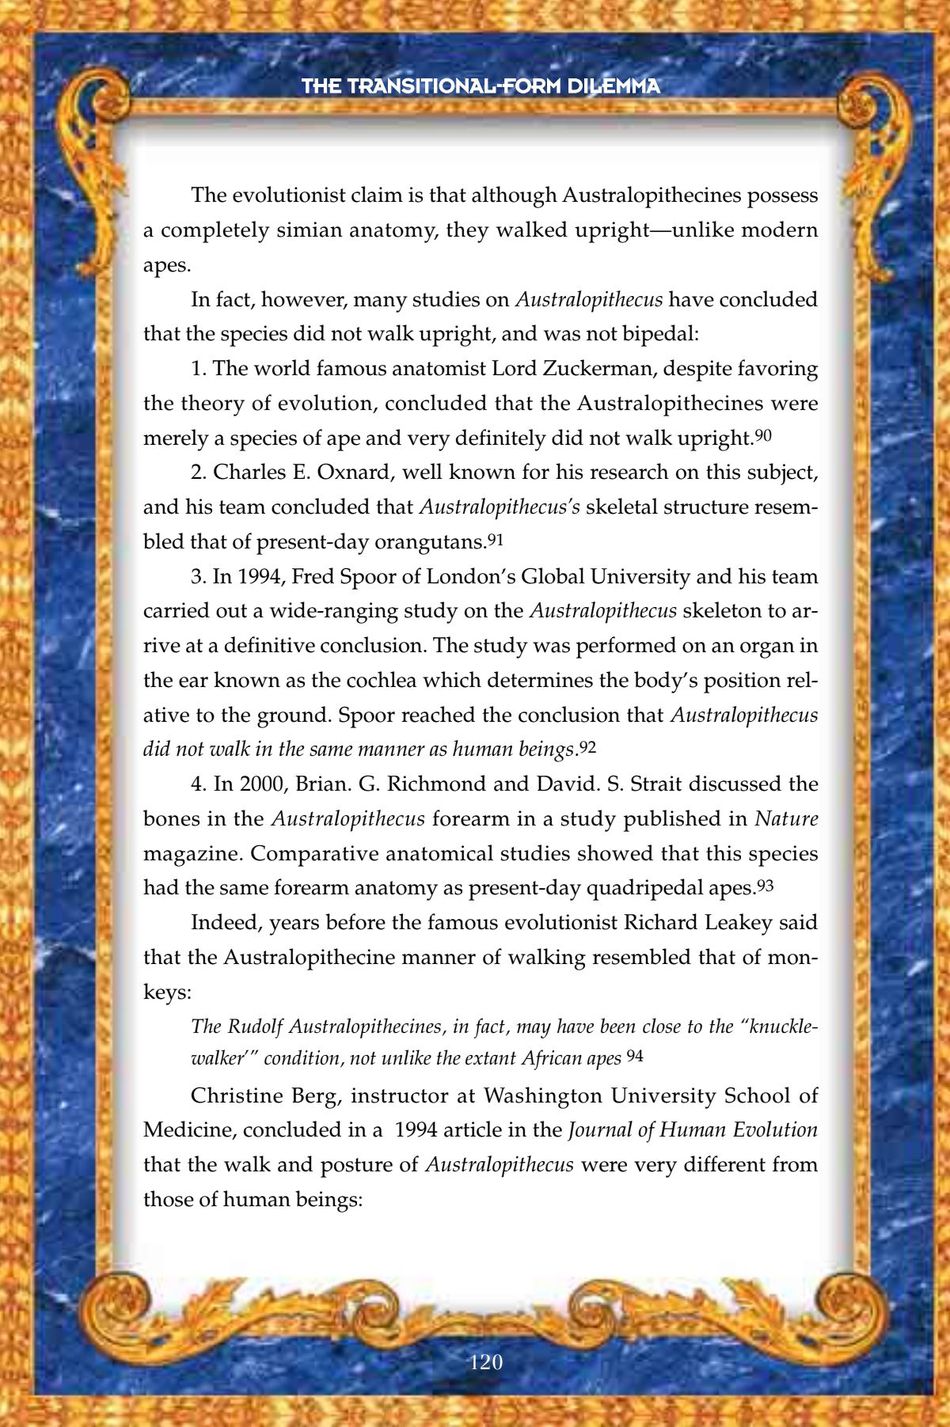 THE TRANSITIONAL-FORM DILEMMA
The evolutionist claim is that although Australopithecines possess
a completely simian anatomy, they walked upright—unlike modern
apes.
In fact, however, many studies on Australopithecus have concluded
that the species did not walk upright, and was not bipedal:
1. The world famous anatomist Lord Zuckerman, despite favoring
the theory of evolution, concluded that the Australopithecines were
merely a species of ape and very definitely did not walk upright.90
2. Charles E. Oxnard, well known for his research on this subject,
and his team concluded that Australopithecus's skeletal structure resem-
bled that of present-day orangutans.91
3. In 1994, Fred Spoor of London's Global University and his team
carried out a wide-ranging study on the Australopithecus skeleton to ar-
rive at a definitive conclusion. The study was performed on an organ in
the ear known as the cochlea which determines the body's position rel-
ative to the ground. Spoor reached the conclusion that Australopithecus
did not walk in the same manner as human beings.92
4. In 2000, Brian. G. Richmond and David. S. Strait discussed the
bones in the Australopithecus forearm in a study published in Nature
magazine. Comparative anatomical studies showed that this species
had the same forearm anatomy as present-day quadripedal apes.93
Indeed, years before the famous evolutionist Richard Leakey said
that the Australopithecine manner of walking resembled that of mon-
keys:
The Rudolf Australopithecines, in fact, may have been close to the “knuckle-
walker’” condition, not unlike the extant African apes 94
Christine Berg, instructor at Washington University School of
Medicine, concluded in a 1994 article in the Journal of Human Evolution
that the walk and posture of Australopithecus were very different from
those of human beings:
120